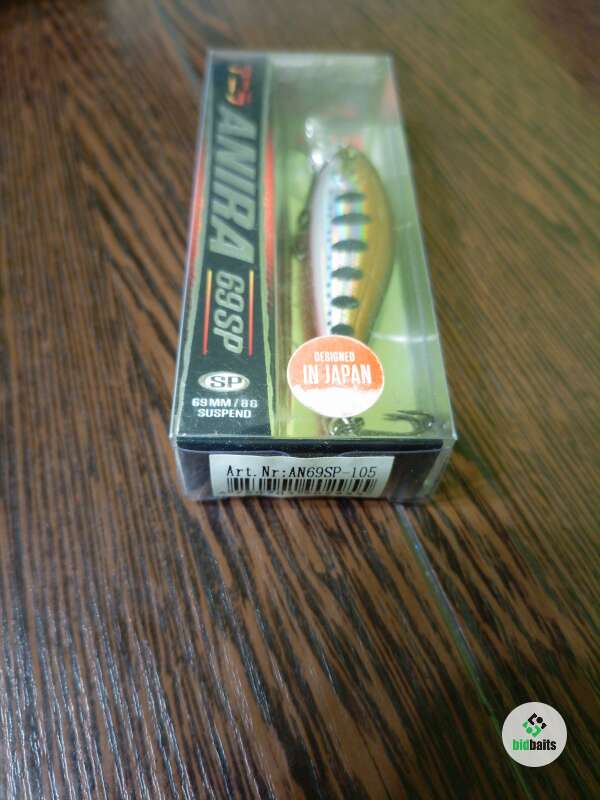 ANIRA 69SP
SP
69MM / 8G
SUSPEND
DESIGNED
IN JAPAN
Art.Nr:AN69SP-105
bidbaits